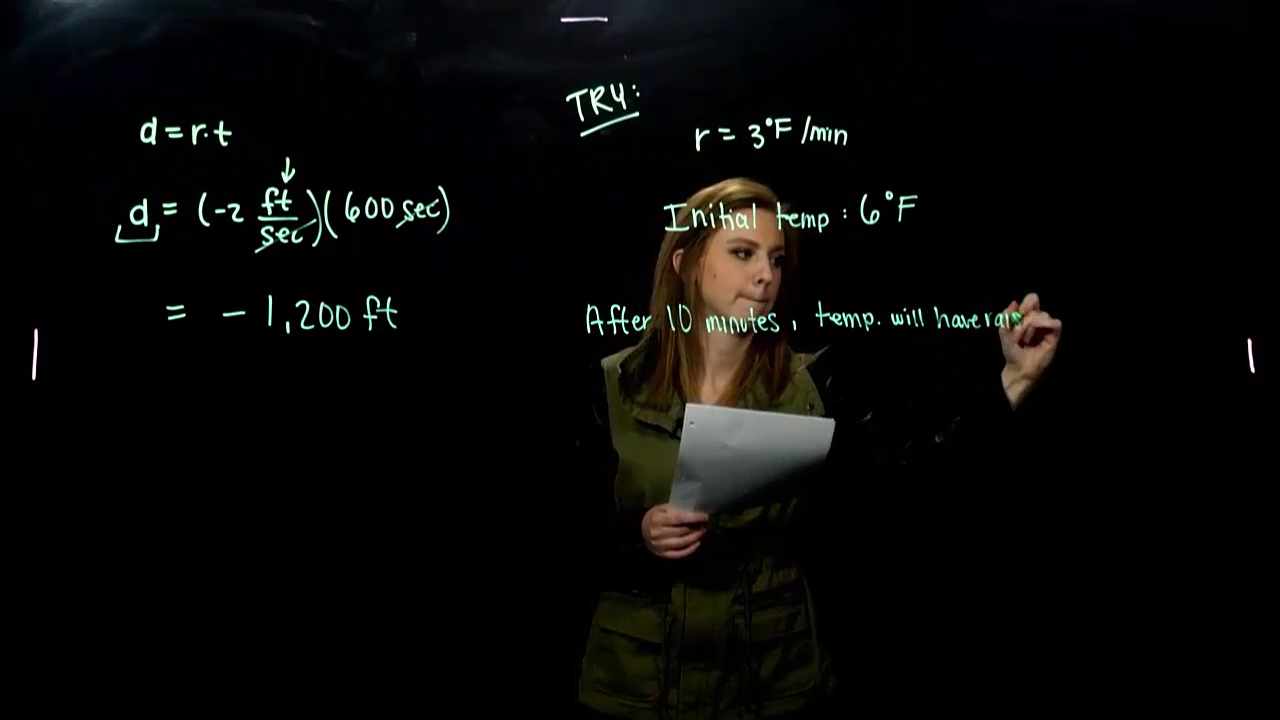 d = r·t
d = (-2 ft/sec)(600 sec)
= - 1,200 ft
TRY:
r = 3°F/min
Initial temp: 6°F
After 10 minutes, temp. will have rais